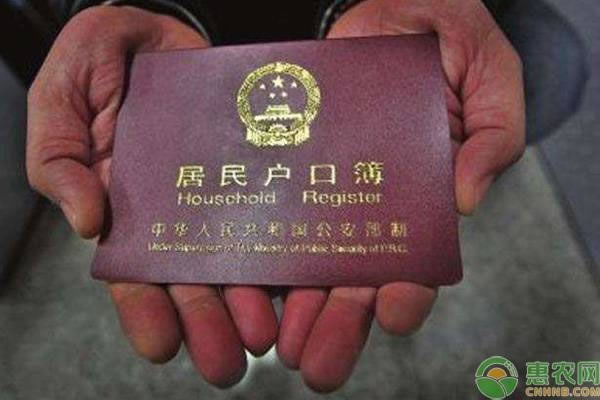 居民户口簿
Household Register
中华人民共和国公安部制
Under Supervision of The Ministry of Public Security of P.R.C.
惠农网
CNHNB.COM